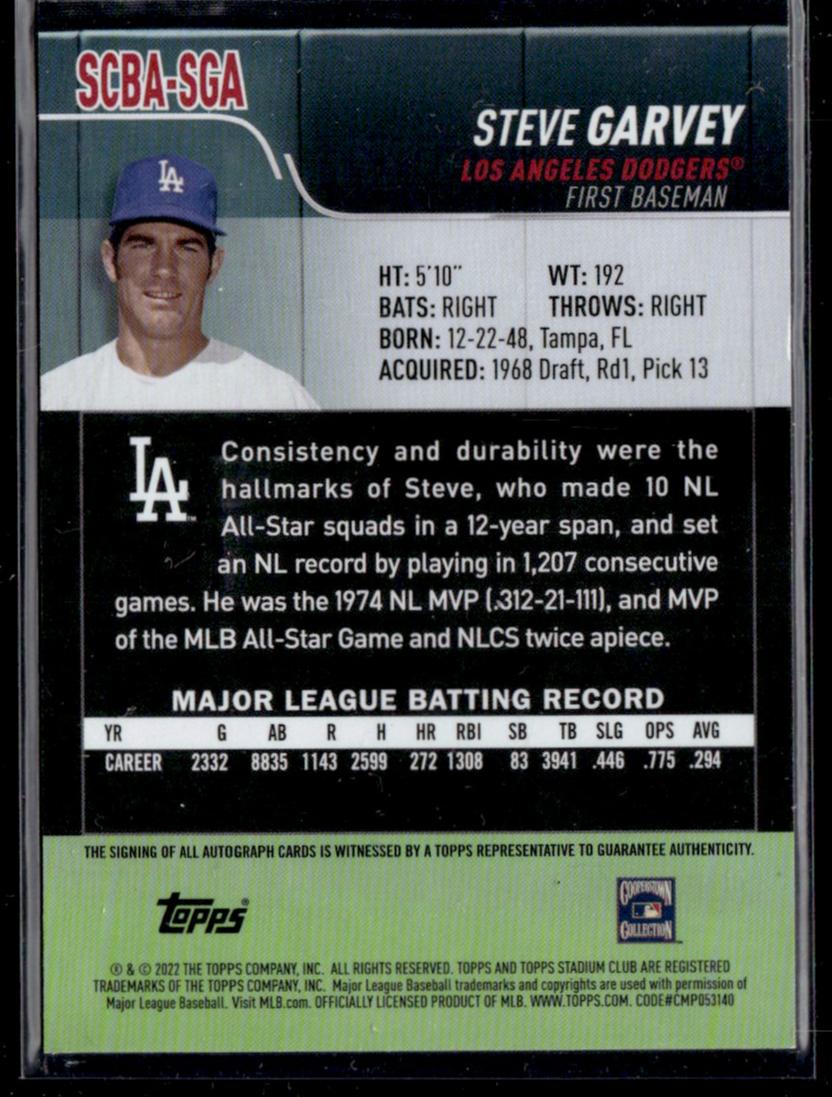 SCBA-SGA
STEVE GARVEY
LOS ANGELES DODGERS®
FIRST BASEMAN
LA
HT: 5'10" WT: 192
BATS: RIGHT THROWS: RIGHT
BORN: 12-22-48, Tampa, FL
ACQUIRED: 1968 Draft, Rd1, Pick 13
LA™
Consistency and durability were the
hallmarks of Steve, who made 10 NL
All-Star squads in a 12-year span, and set
an NL record by playing in 1,207 consecutive
games. He was the 1974 NL MVP (.312-21-111), and MVP
of the MLB All-Star Game and NLCS twice apiece.
MAJOR LEAGUE BATTING RECORD
YR G AB R H HR RBI SB TB SLG OPS AVG
CAREER 2332 8835 1143 2599 272 1308 83 3941 .446 .775 .294
THE SIGNING OF ALL AUTOGRAPH CARDS IS WITNESSED BY A TOPPS REPRESENTATIVE TO GUARANTEE AUTHENTICITY.
topps®
COOPERSTOWN
COLLECTION™
® & © 2022 THE TOPPS COMPANY, INC. ALL RIGHTS RESERVED. TOPPS AND TOPPS STADIUM CLUB ARE REGISTERED
TRADEMARKS OF THE TOPPS COMPANY, INC. Major League Baseball trademarks and copyrights are used with permission of
Major League Baseball. Visit MLB.com. OFFICIALLY LICENSED PRODUCT OF MLB. WWW.TOPPS.COM. CODE#CMP053140